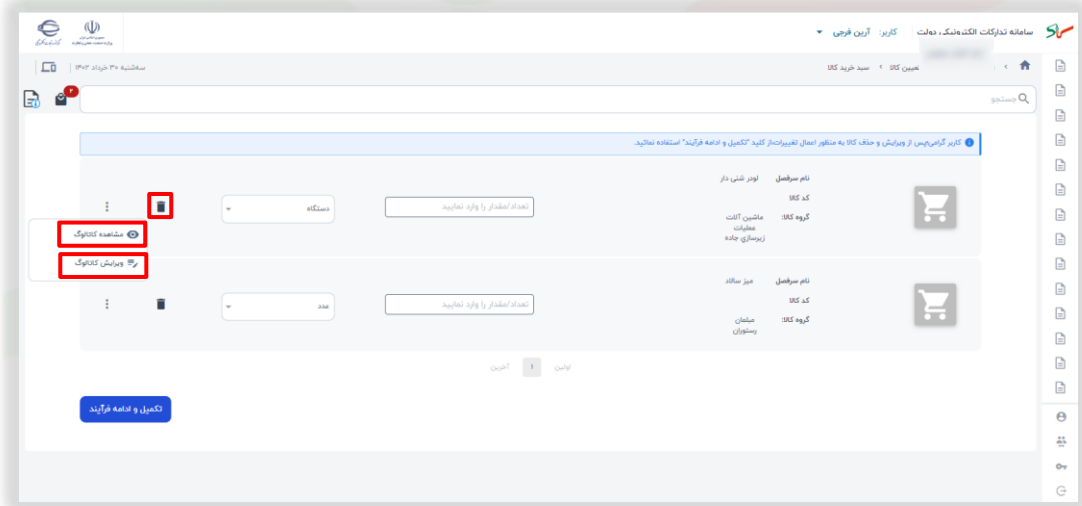 سامانه تدارکات الکترونیکی دولت
کاربر: آرین فرجی
تعیین کالا › سبد خرید کالا
سه‌شنبه ۳۰ خرداد ۱۴۰۲
جستجو
۲
کاربر گرامی،پس از ویرایش و حذف کالا به منظور اعمال تغییرات،از کلید "تکمیل و ادامه فرآیند" استفاده نمائید.
نام سرفصل لودر شنی دار
کد کالا
گروه کالا: ماشین آلات
عملیات
زیرسازي جاده
تعداد/مقدار را وارد نمایید
دستگاه
مشاهده کاتالوگ
ویرایش کاتالوگ
نام سرفصل میز سالاد
کد کالا
گروه کالا: مبلمان
رستوران
تعداد/مقدار را وارد نمایید
عدد
اولین ۱ آخرین
تکمیل و ادامه فرآیند